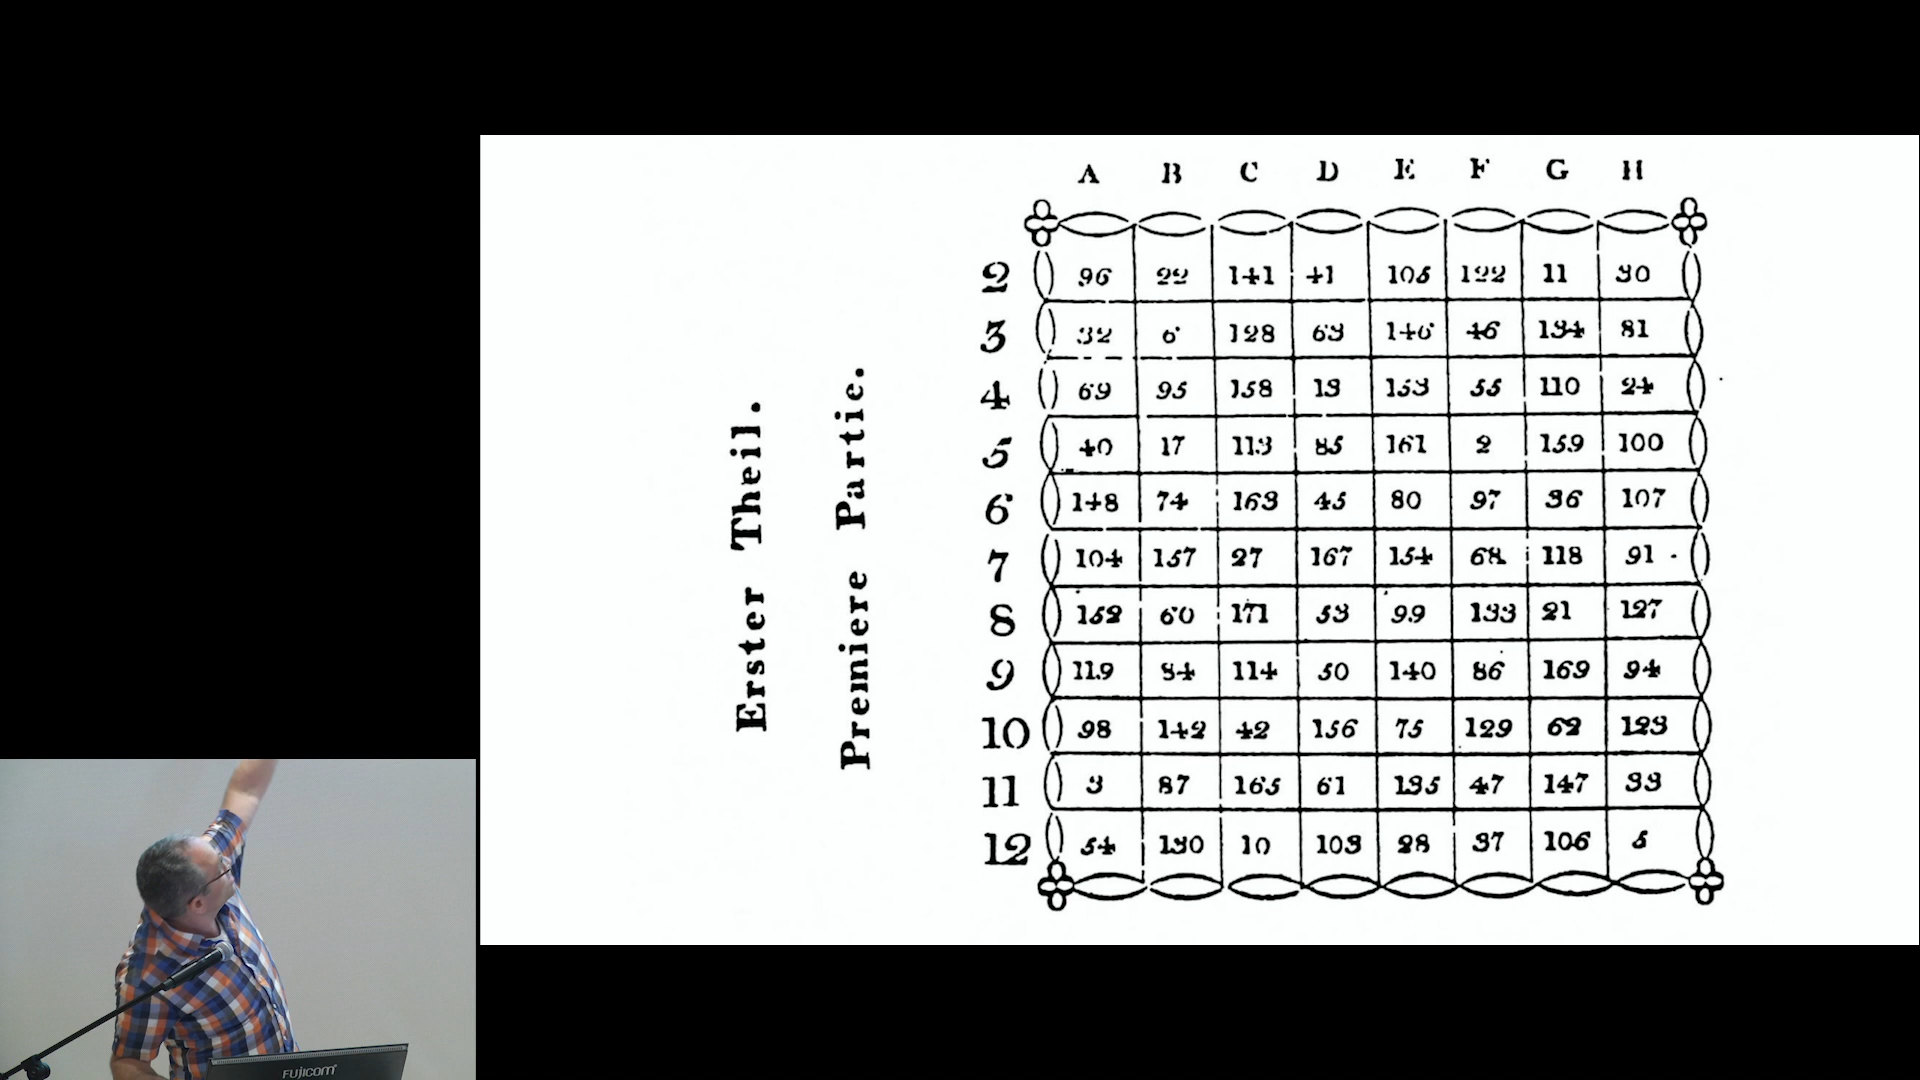 Erster Theil.
Premiere Partie.
A B C D E F G H
2 96 22 141 41 105 122 11 30
3 32 6 128 63 146 46 134 81
4 69 95 158 13 153 55 110 24
5 40 17 113 85 161 2 159 100
6 148 74 163 45 80 97 36 107
7 104 157 27 167 154 68 118 91
8 152 60 171 53 99 133 21 127
9 119 84 114 50 140 86 169 94
10 98 142 42 156 75 129 62 123
11 3 87 165 61 135 47 147 33
12 54 130 10 103 28 37 106 5
FUJICOM